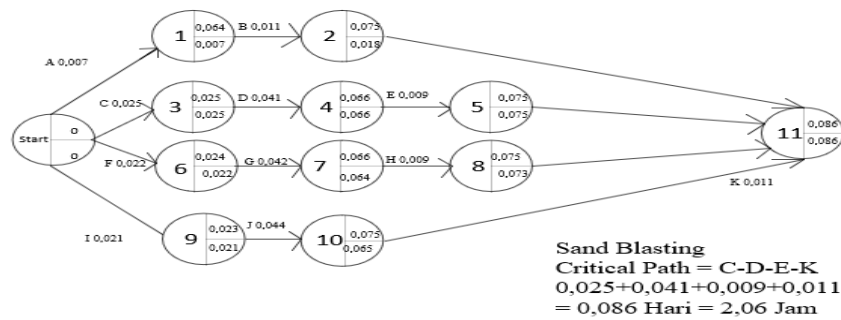 0,064
1
0,007
B 0,011
0,075
2
0,018
A 0,007
C 0,025
0,025
3
0,025
D 0,041
0,066
4
0,066
E 0,009
0,075
5
0,075
Start
0
0
0,086
11
0,086
F 0,022
0,024
6
0,022
G 0,042
0,066
7
0,064
H 0,009
0,075
8
0,073
K 0,011
I 0,021
0,023
9
0,021
J 0,044
0,075
10
0,065
Sand Blasting
Critical Path = C-D-E-K
0,025+0,041+0,009+0,011
= 0,086 Hari = 2,06 Jam